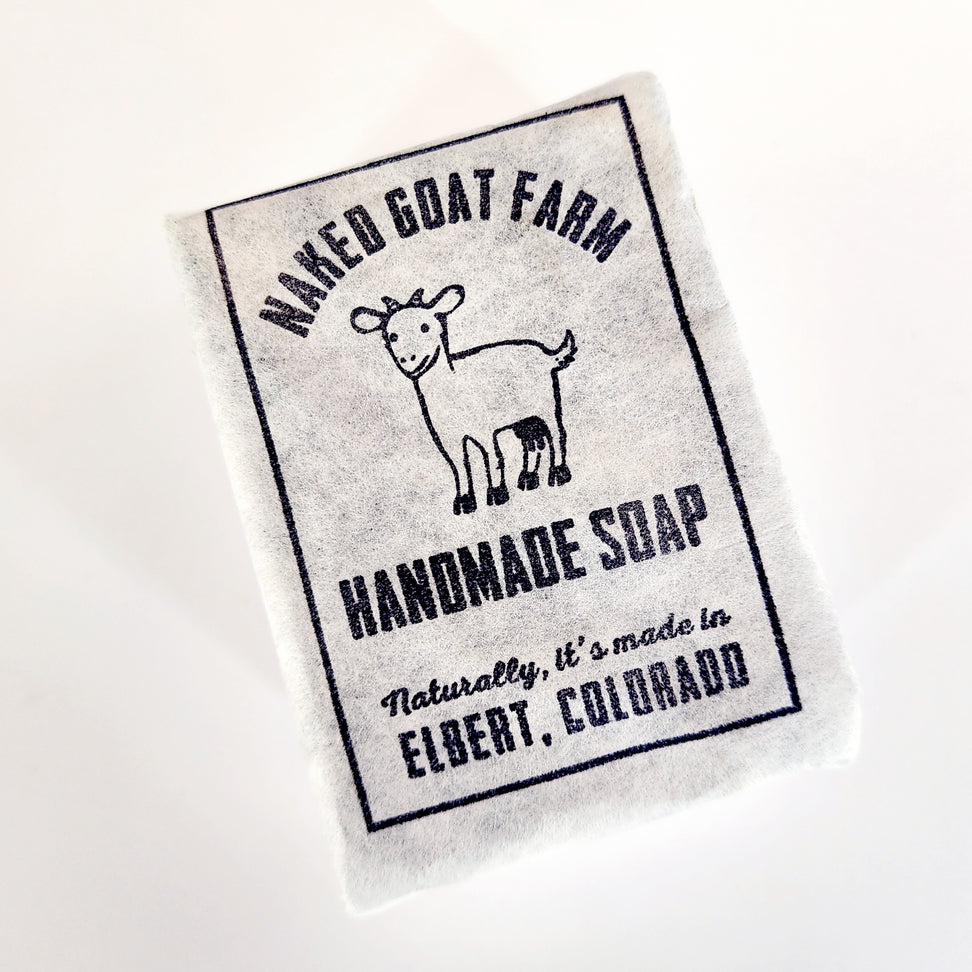 NAKED GOAT FARM
HANDMADE SOAP
Naturally, it's made in
ELBERT, COLORADO